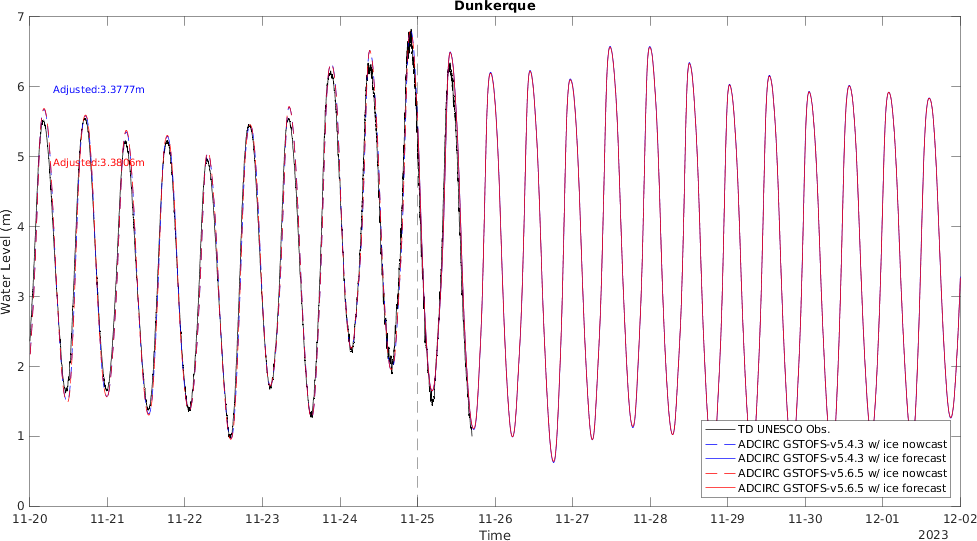 Dunkerque
7
6
5
4
3
2
1
0
Water Level (m)
Adjusted:3.3777m
Adjusted:3.3806m
TD UNESCO Obs.
ADCIRC GSTOFS-v5.4.3 w/ ice nowcast
ADCIRC GSTOFS-v5.4.3 w/ ice forecast
ADCIRC GSTOFS-v5.6.5 w/ ice nowcast
ADCIRC GSTOFS-v5.6.5 w/ ice forecast
11-20 11-21 11-22 11-23 11-24 11-25 11-26 11-27 11-28 11-29 11-30 12-01 12-02
Time
2023